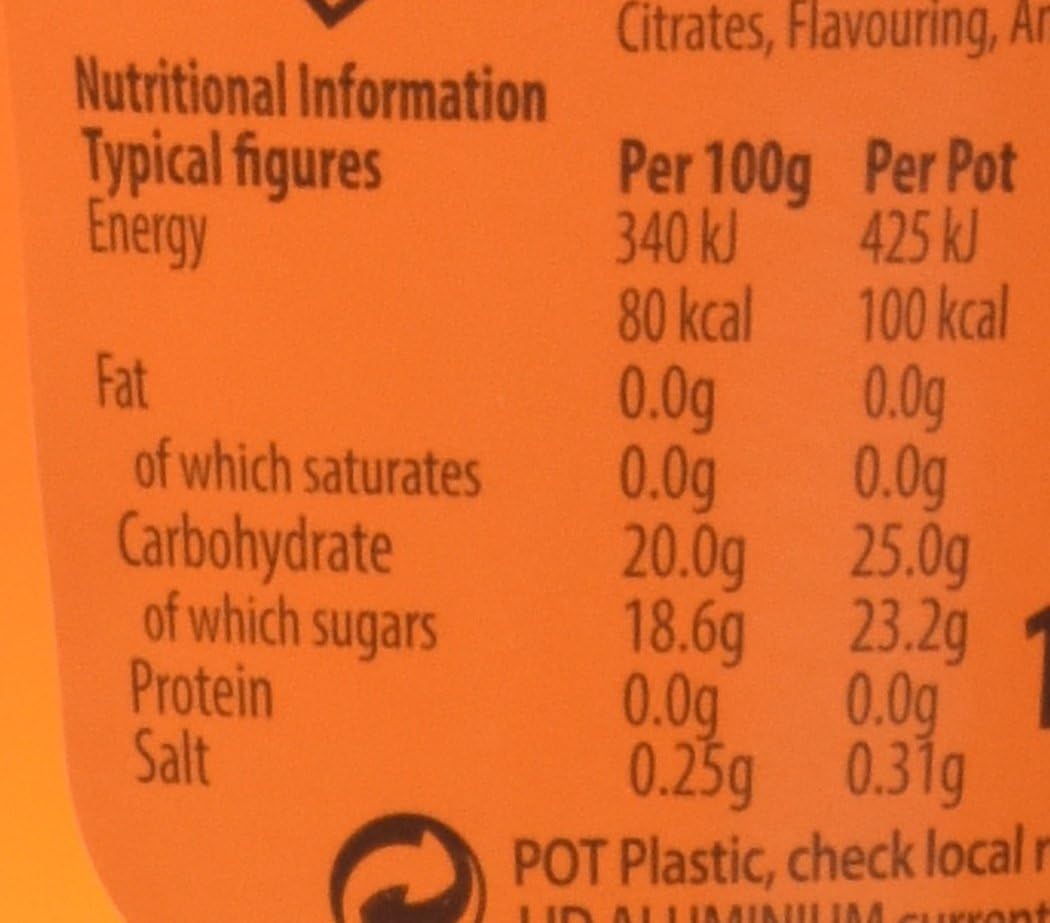 Citrates, Flavouring,
Nutritional Information
Typical figures Per 100g Per Pot
Energy 340 kJ 425 kJ
80 kcal 100 kcal
Fat 0.0g 0.0g
of which saturates 0.0g 0.0g
Carbohydrate 20.0g 25.0g
of which sugars 18.6g 23.2g
Protein 0.0g 0.0g
Salt 0.25g 0.31g
POT Plastic, check local
LID ALUMINIUM